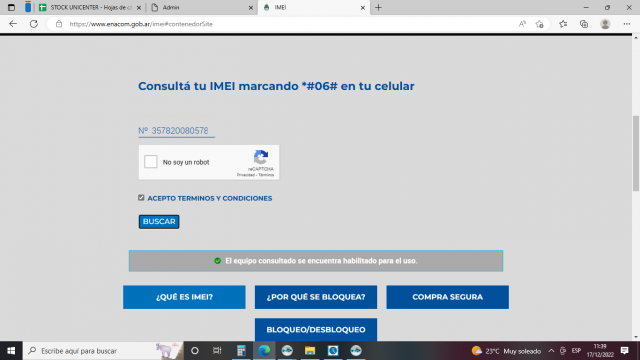 STOCK UNICENTER - Hojas de cá
Admin
IMEI
https://www.enacom.gob.ar/imei#contenedorSite
Consultá tu IMEI marcando *#06# en tu celular
Nº 357820080578
No soy un robot
reCAPTCHA
Privacidad - Términos
ACEPTO TERMINOS Y CONDICIONES
BUSCAR
El equipo consultado se encuentra habilitado para el uso.
¿QUÉ ES IMEI?
¿POR QUÉ SE BLOQUEA?
COMPRA SEGURA
BLOQUEO/DESBLOQUEO
Escribe aquí para buscar
23°C Muy soleado
ESP
11:39
17/12/2022